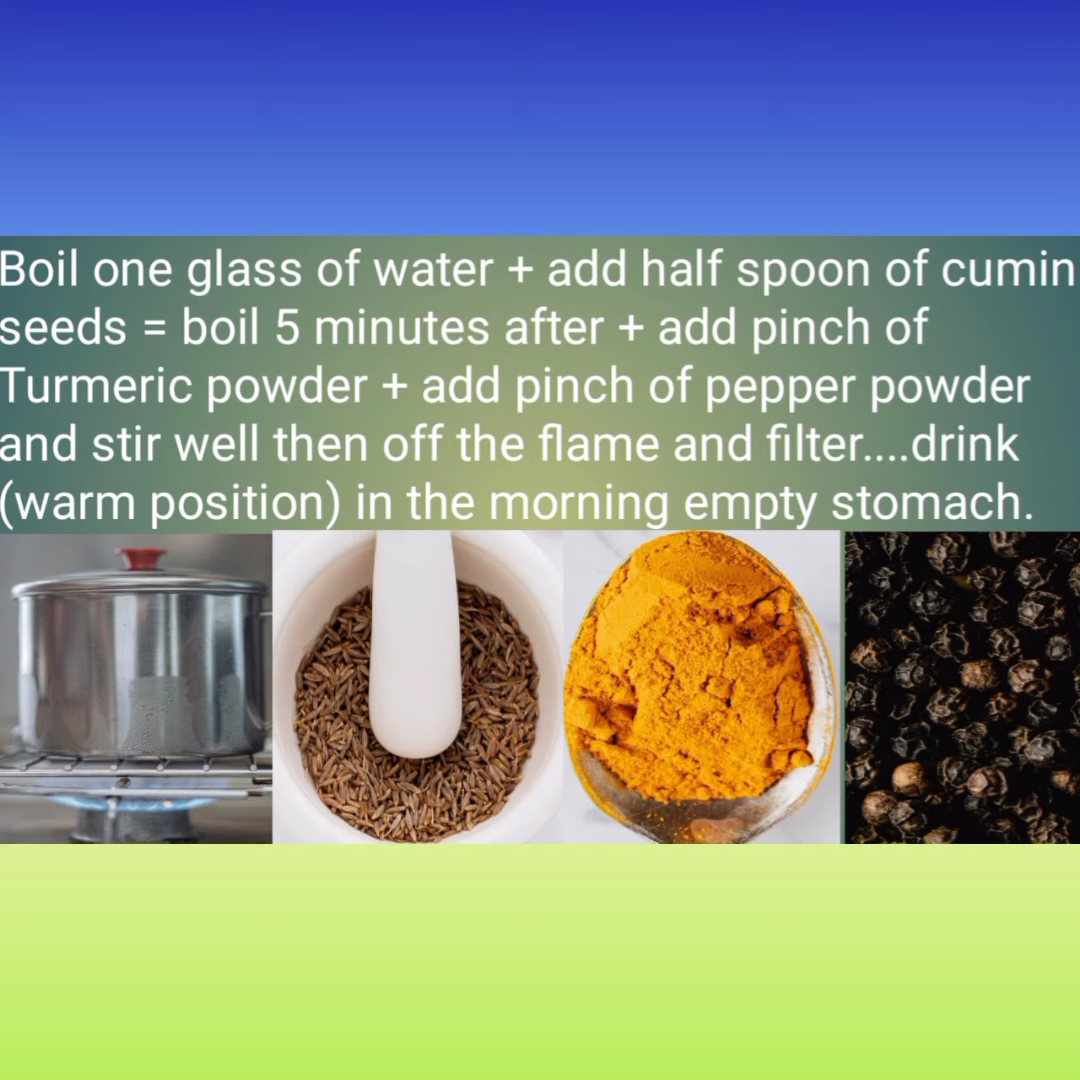 Boil one glass of water + add half spoon of cumin
seeds = boil 5 minutes after + add pinch of
Turmeric powder + add pinch of pepper powder
and stir well then off the flame and filter....drink
(warm position) in the morning empty stomach.